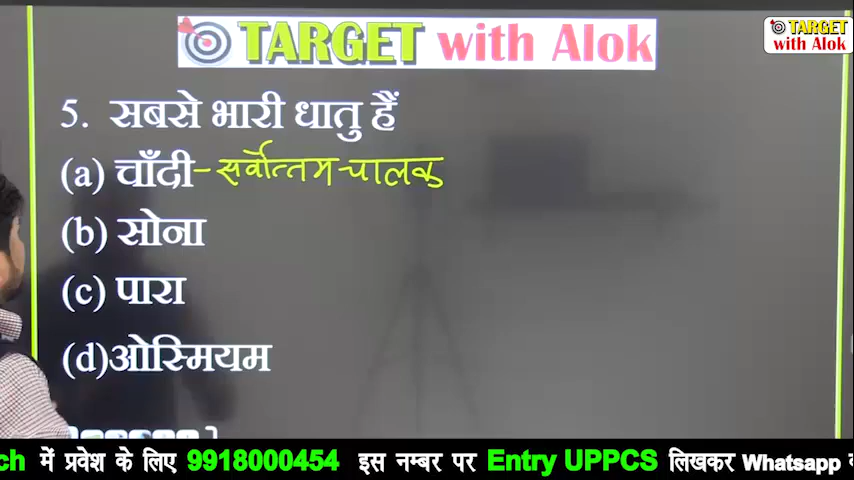 TARGET with Alok
TARGET
with Alok
5. सबसे भारी धातु हैं
(a) चाँदी - सर्वोत्तम चालक
(b) सोना
(c) पारा
(d)ओस्मियम
ch में प्रवेश के लिए 9918000454 इस नम्बर पर Entry UPPCS लिखकर Whatsapp